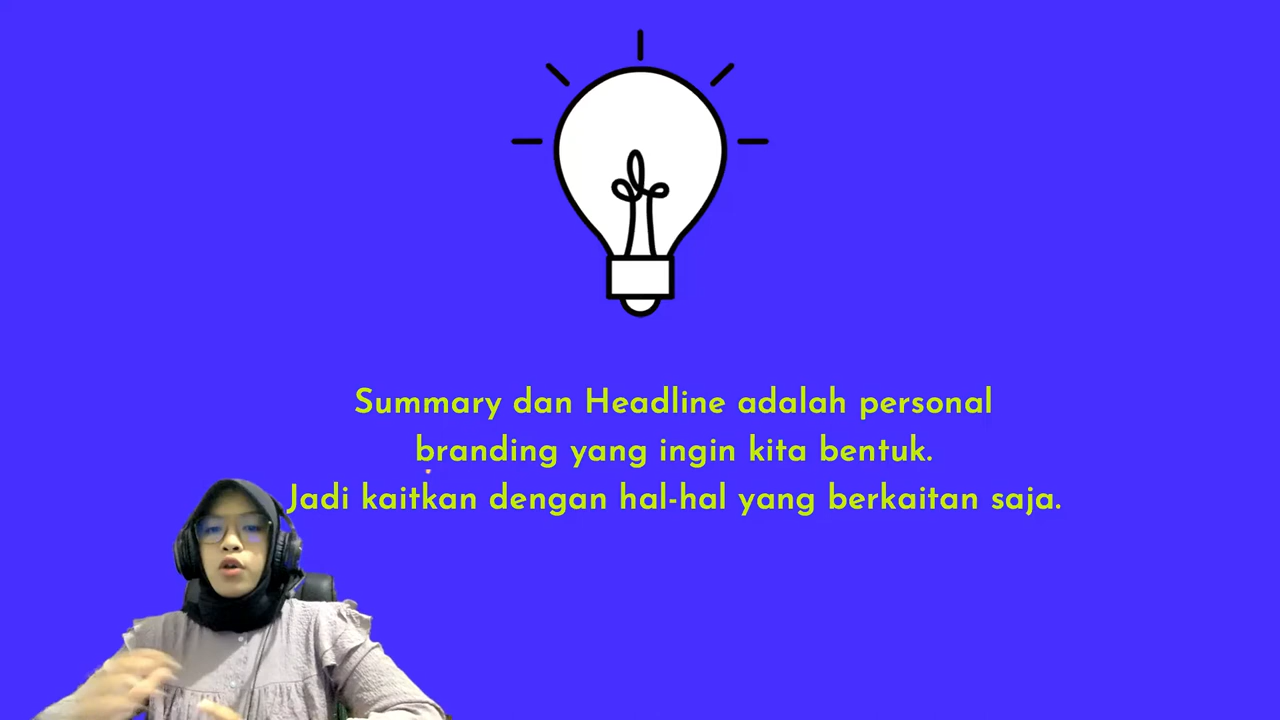 Summary dan Headline adalah personal
branding yang ingin kita bentuk.
Jadi kaitkan dengan hal-hal yang berkaitan saja.